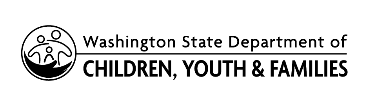 Washington State Department of
CHILDREN, YOUTH & FAMILIES